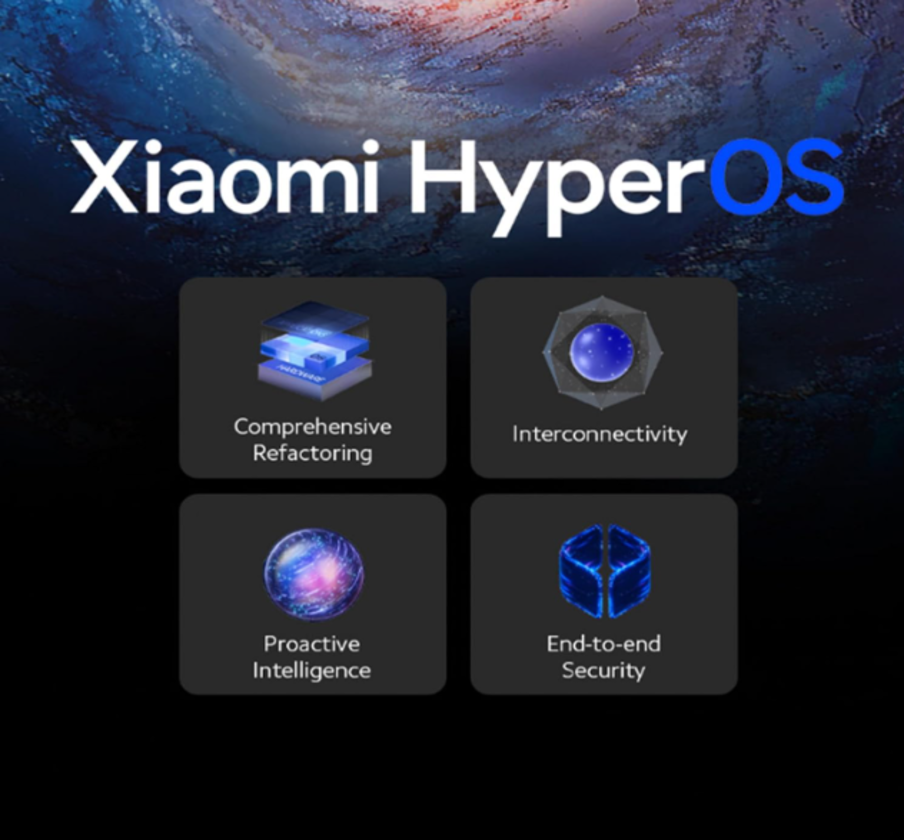 Xiaomi HyperOS
Comprehensive
Refactoring
Interconnectivity
Proactive
Intelligence
End-to-end
Security